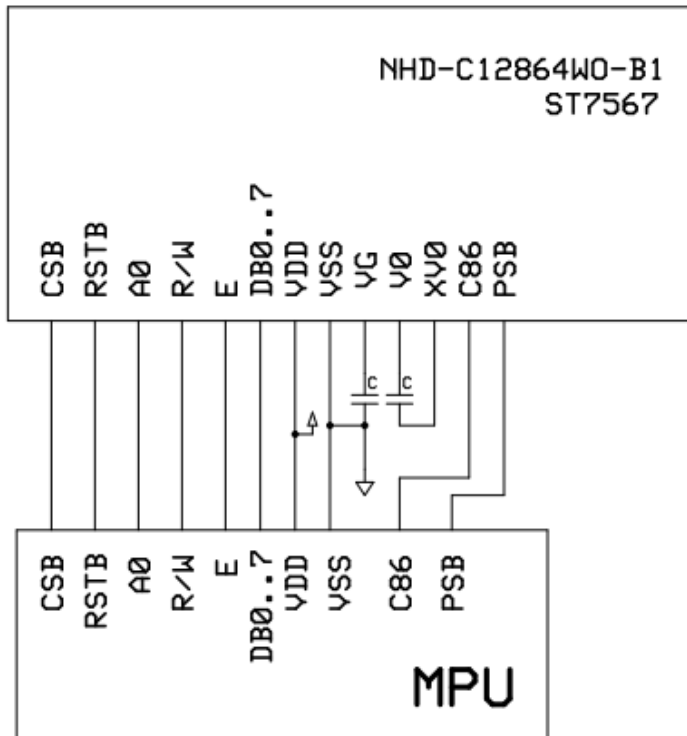 NHD-C12864WO-B1
ST7567
CSB
RSTB
A0
R/W
E
DB0..7
VDD
VSS
VG
V0
XV0
C86
PSB
C
C
CSB
RSTB
A0
R/W
E
DB0..7
VDD
VSS
C86
PSB
MPU